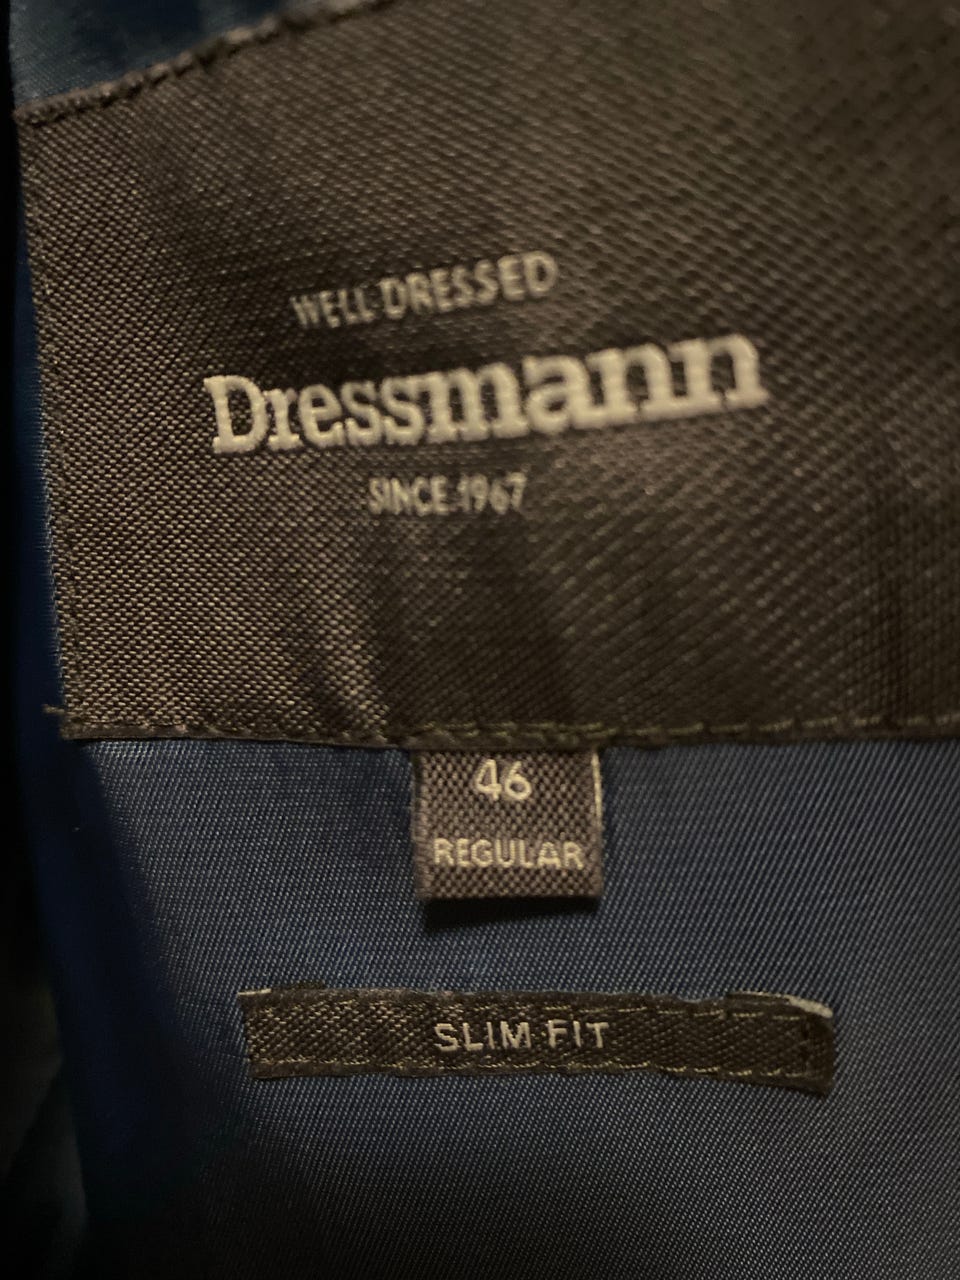 WELL DRESSED
Dressmann
SINCE 1967
46
REGULAR
SLIM FIT